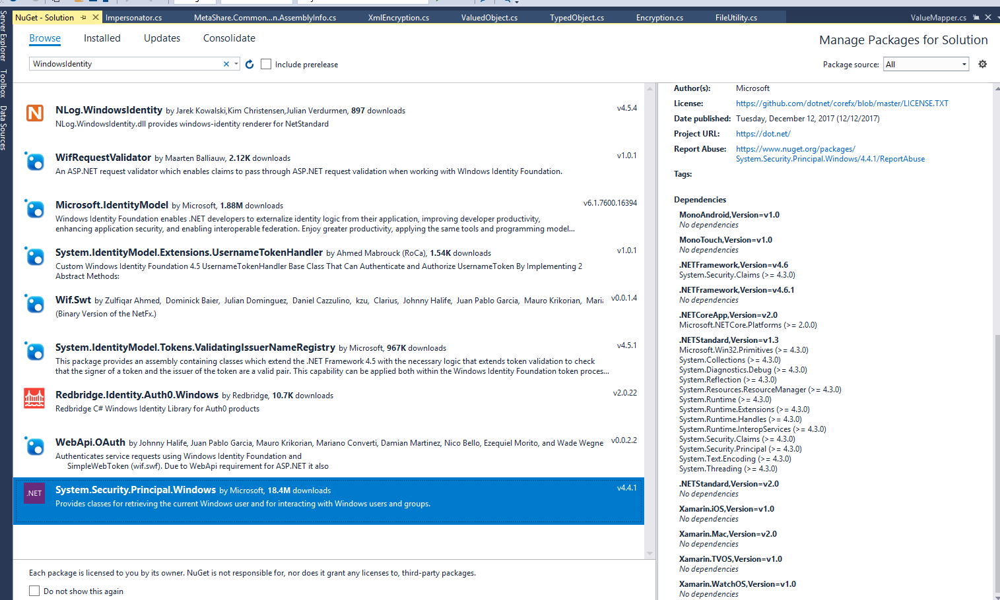 NuGet - Solution
Impersonator.cs
MetaShare.Common...n.AssemblyInfo.cs
XmlEncryption.cs
ValuedObject.cs
TypedObject.cs
Encryption.cs
FileUtility.cs
ValueMapper.cs
Server Explorer
Toolbox
Data Sources
Browse
Installed
Updates
Consolidate
Manage Packages for Solution
WindowsIdentity
Include prerelease
Package source: All
NLog.WindowsIdentity by Jarek Kowalski,Kim Christensen,Julian Verdurmen, 897 downloads
v4.5.4
NLog.WindowsIdentity.dll provides windows-identity renderer for NetStandard
WifRequestValidator by Maarten Balliauw, 2.12K downloads
v1.0.1
An ASP.NET request validator which enables claims to pass through ASP.NET request validation when working with WIndows Identity Foundation.
Microsoft.IdentityModel by Microsoft, 1.88M downloads
v6.1.7600.16394
Windows Identity Foundation enables .NET developers to externalize identity logic from their application, improving developer productivity,
enhancing application security, and enabling interoperable federation. Enjoy greater productivity, applying the same tools and programming model...
System.IdentityModel.Extensions.UsernameTokenHandler by Ahmed Mabrouck (RoCa), 1.54K downloads
v1.0.1
Custom Windows Identity Foundation 4.5 UsernameTokenHandler Base Class That Can Authenticate and Authorize UsernameToken By Implementing 2
Abstract Methods:
Wif.Swt by Zulfiqar Ahmed, Dominick Baier, Julian Dominguez, Daniel Cazzulino, kzu, Clarius, Johnny Halife, Juan Pablo Garcia, Mauro Krikorian, Maria
v0.0.1.4
(Binary Version of the NetFx.)
System.IdentityModel.Tokens.ValidatingIssuerNameRegistry by Microsoft, 967K downloads
v4.5.1
This package provides an assembly containing classes which extend the .NET Framework 4.5 with the necessary logic that extends token validation to check
that the signer of a token and the issuer of the token are a valid pair. This capability can be applied both within the Windows Identity Foundation token proces...
Redbridge.Identity.Auth0.Windows by Redbridge, 10.7K downloads
v2.0.22
Redbridge C# Windows Identity Library for Auth0 products
WebApi.OAuth by Johnny Halife, Juan Pablo Garcia, Mauro Krikorian, Mariano Converti, Damian Martinez, Nico Bello, Ezequiel Morito, and Wade Wegne
v0.0.2.2
Authenticates service requests using Windows Identity Foundation and
SimpleWebToken (wif.swf). Due to WebApi requirement for ASP.NET it also
.NET
System.Security.Principal.Windows by Microsoft, 18.4M downloads
v4.4.1
Provides classes for retrieving the current Windows user and for interacting with Windows users and groups.
Each package is licensed to you by its owner. NuGet is not responsible for, nor does it grant any licenses to, third-party packages.
Do not show this again
Author(s): Microsoft
License: https://github.com/dotnet/corefx/blob/master/LICENSE.TXT
Date published: Tuesday, December 12, 2017 (12/12/2017)
Project URL: https://dot.net/
Report Abuse: https://www.nuget.org/packages/
System.Security.Principal.Windows/4.4.1/ReportAbuse
Tags:
Dependencies
MonoAndroid,Version=v1.0
No dependencies
MonoTouch,Version=v1.0
No dependencies
.NETFramework,Version=v4.6
System.Security.Claims (>= 4.3.0)
.NETFramework,Version=v4.6.1
No dependencies
.NETCoreApp,Version=v2.0
Microsoft.NETCore.Platforms (>= 2.0.0)
.NETStandard,Version=v1.3
Microsoft.Win32.Primitives (>= 4.3.0)
System.Collections (>= 4.3.0)
System.Diagnostics.Debug (>= 4.3.0)
System.Reflection (>= 4.3.0)
System.Resources.ResourceManager (>= 4.3.0)
System.Runtime (>= 4.3.0)
System.Runtime.Extensions (>= 4.3.0)
System.Runtime.Handles (>= 4.3.0)
System.Runtime.InteropServices (>= 4.3.0)
System.Security.Claims (>= 4.3.0)
System.Security.Principal (>= 4.3.0)
System.Text.Encoding (>= 4.3.0)
System.Threading (>= 4.3.0)
.NETStandard,Version=v2.0
No dependencies
Xamarin.iOS,Version=v1.0
No dependencies
Xamarin.Mac,Version=v2.0
No dependencies
Xamarin.TVOS,Version=v1.0
No dependencies
Xamarin.WatchOS,Version=v1.0
No dependencies